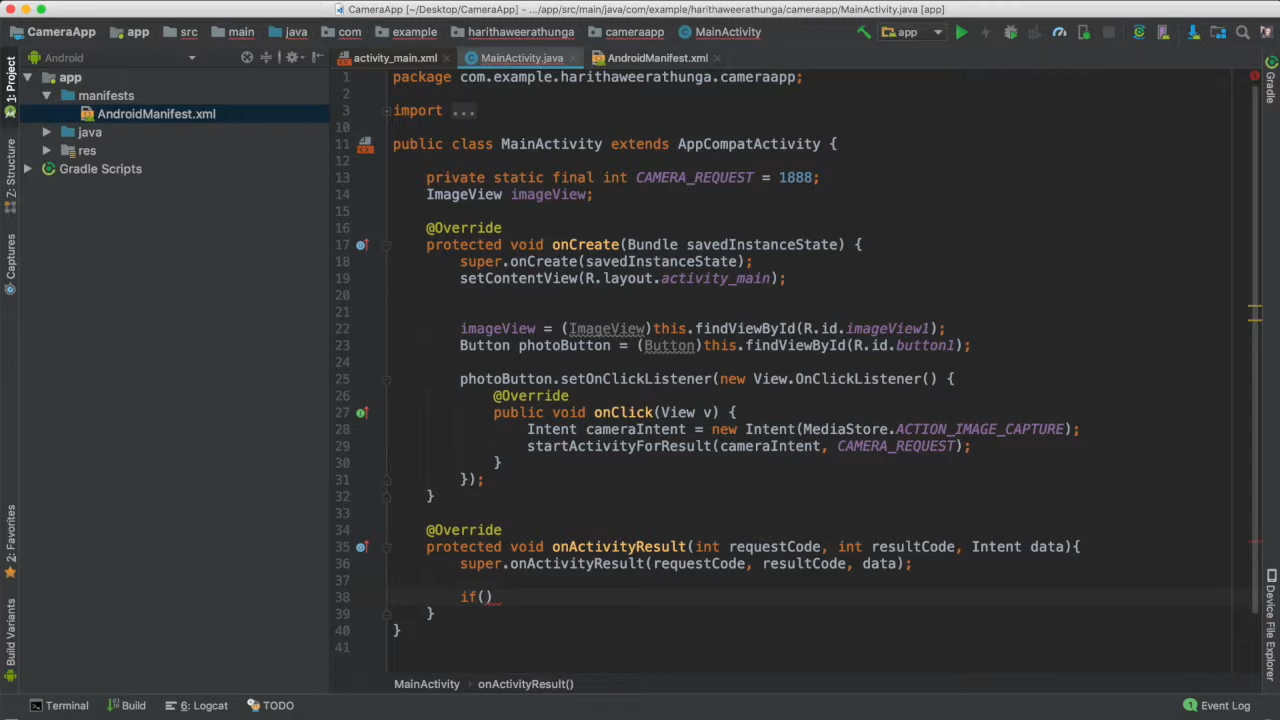 CameraApp [~/Desktop/CameraApp] - .../app/src/main/java/com/example/harithaweerathunga/cameraapp/MainActivity.java [app]
CameraApp app src main java com example harithaweerathunga cameraapp MainActivity app
Android activity_main.xml MainActivity.java AndroidManifest.xml
1: Project
Z: Structure
Captures
2: Favorites
Build Variants
Gradle
Device File Explorer
app
manifests
AndroidManifest.xml
java
res
Gradle Scripts
1 package com.example.harithaweerathunga.cameraapp;
2
3 import ...
10
11 public class MainActivity extends AppCompatActivity {
12
13 private static final int CAMERA_REQUEST = 1888;
14 ImageView imageView;
15
16 @Override
17 protected void onCreate(Bundle savedInstanceState) {
18 super.onCreate(savedInstanceState);
19 setContentView(R.layout.activity_main);
20
21
22 imageView = (ImageView)this.findViewById(R.id.imageView1);
23 Button photoButton = (Button)this.findViewById(R.id.button1);
24
25 photoButton.setOnClickListener(new View.OnClickListener() {
26 @Override
27 public void onClick(View v) {
28 Intent cameraIntent = new Intent(MediaStore.ACTION_IMAGE_CAPTURE);
29 startActivityForResult(cameraIntent, CAMERA_REQUEST);
30 }
31 });
32 }
33
34 @Override
35 protected void onActivityResult(int requestCode, int resultCode, Intent data){
36 super.onActivityResult(requestCode, resultCode, data);
37
38 if()
39 }
40 }
41
MainActivity onActivityResult()
Terminal Build 6: Logcat TODO 1 Event Log